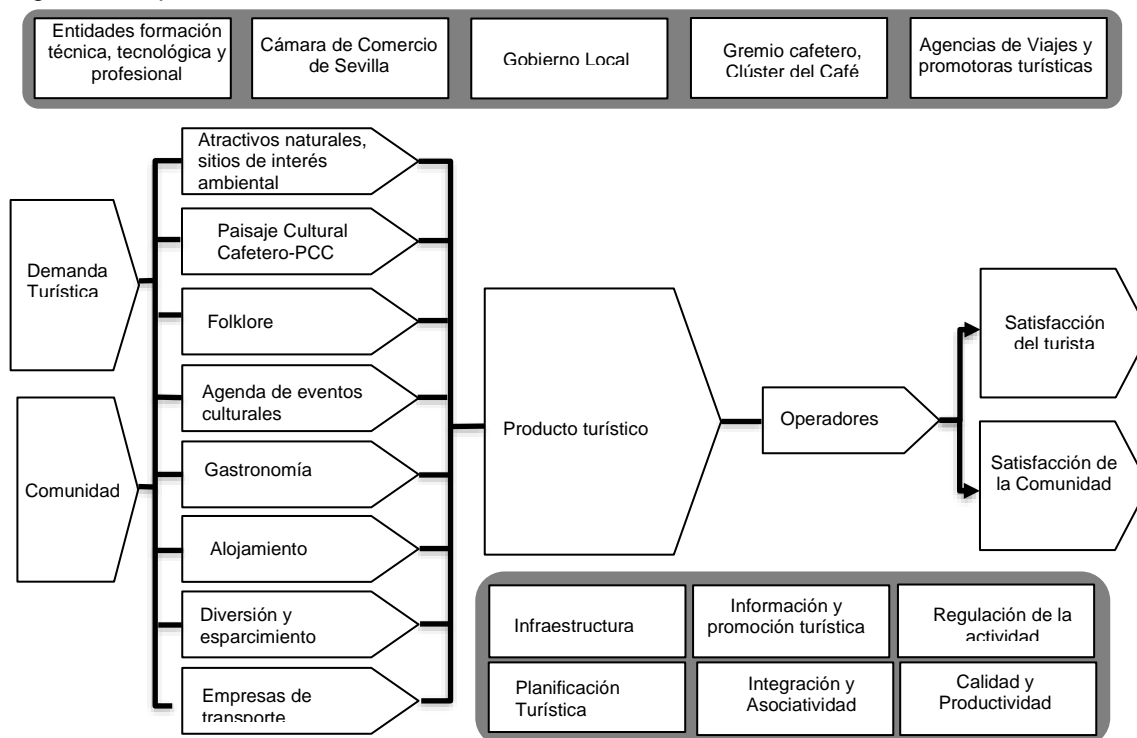 Entidades formación
técnica, tecnológica y
profesional
Cámara de Comercio
de Sevilla
Gobierno Local
Gremio cafetero,
Clúster del Café
Agencias de Viajes y
promotoras turísticas
Demanda
Turística
Comunidad
Atractivos naturales,
sitios de interés
ambiental
Paisaje Cultural
Cafetero-PCC
Folklore
Agenda de eventos
culturales
Gastronomía
Alojamiento
Diversión y
esparcimiento
Empresas de
transporte
Producto turístico
Operadores
Satisfacción
del turista
Satisfacción de
la Comunidad
Infraestructura
Información y
promoción turística
Regulación de la
actividad
Planificación
Turística
Integración y
Asociatividad
Calidad y
Productividad